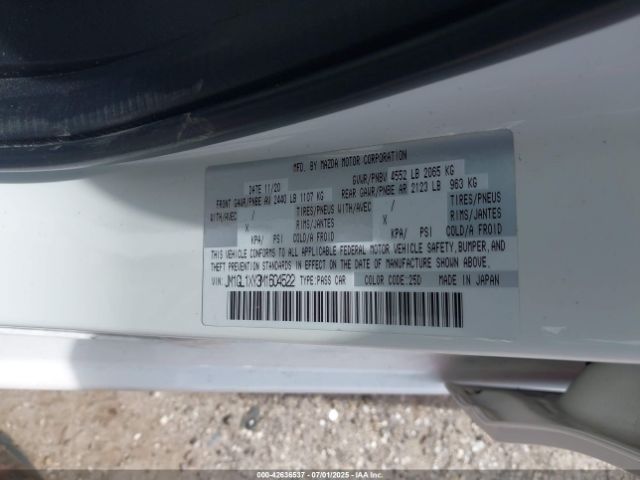 MFD. BY MAZDA MOTOR CORPORATION
DATE 11/20 GVWR/PNBV 4552 LB 2065 KG
FRONT GAWR/PNBE AV 2440 LB 1107 KG REAR GAWR/PNBE AR 2123 LB 963 KG
WITH/AVEC / TIRES/PNEUS WITH/AVEC / TIRES/PNEUS
X RIMS/JANTES X RIMS/JANTES
KPA/ PSI COLD/A FROID KPA/ PSI COLD/A FROID
THIS VEHICLE CONFORMS TO ALL APPLICABLE FEDERAL MOTOR VEHICLE SAFETY, BUMPER, AND
THEFT PREVENTION STANDARDS IN EFFECT ON THE DATE OF MANUFACTURE SHOWN ABOVE.
VIN: JM1GL1XY3M1604522 TYPE: PASS CAR COLOR CODE: 25D MADE IN JAPAN
000-42636537 - 07/01/2025 - COPYRIGHT IAA, LLC.